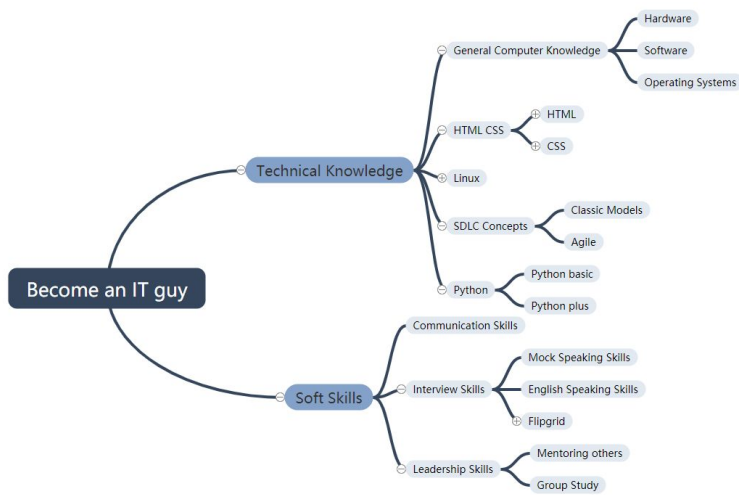 Become an IT guy
Technical Knowledge
General Computer Knowledge
Hardware
Software
Operating Systems
HTML CSS
HTML
CSS
Linux
SDLC Concepts
Classic Models
Agile
Python
Python basic
Python plus
Soft Skills
Communication Skills
Interview Skills
Mock Speaking Skills
English Speaking Skills
Flipgrid
Leadership Skills
Mentoring others
Group Study